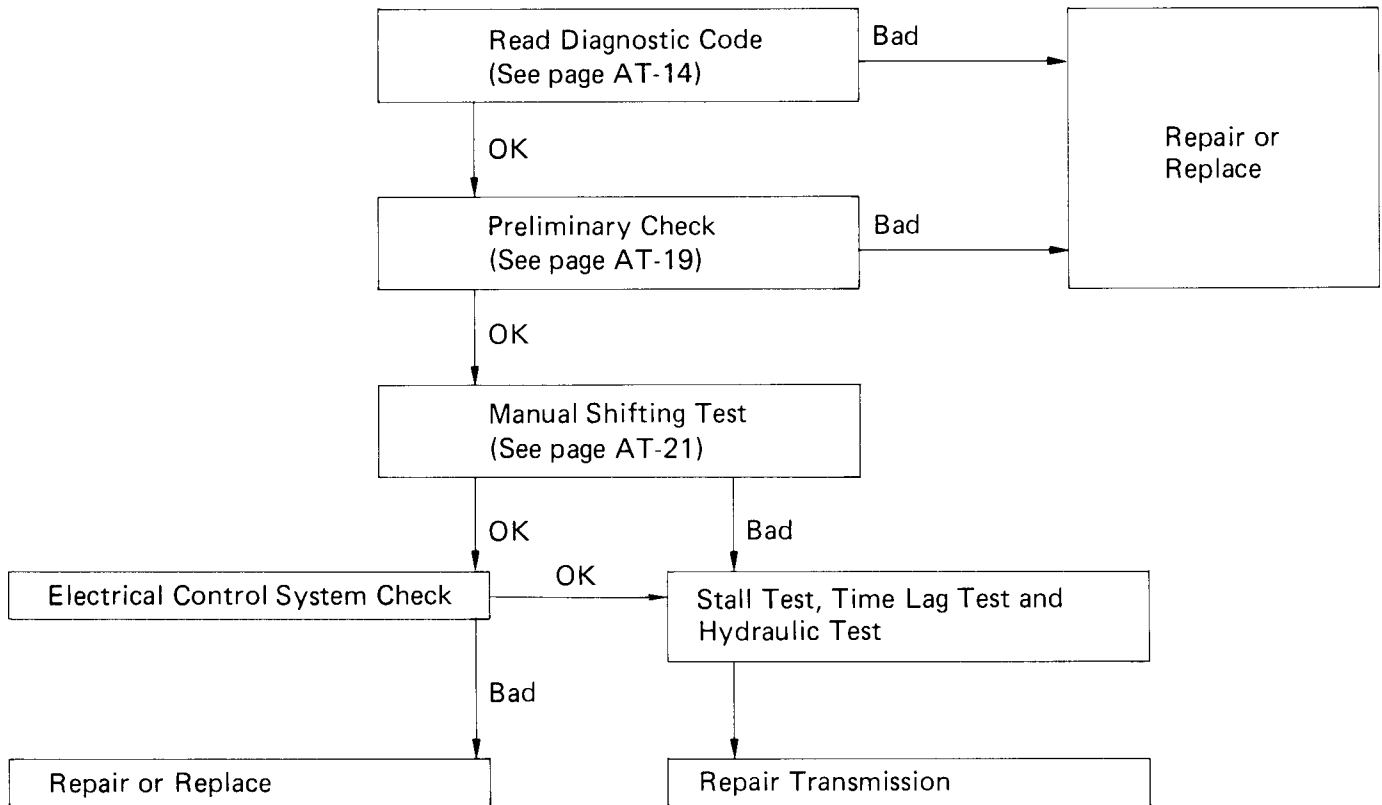 Read Diagnostic Code
(See page AT-14)
Bad
Repair or
Replace
OK
Preliminary Check
(See page AT-19)
Bad
OK
Manual Shifting Test
(See page AT-21)
OK
Bad
Electrical Control System Check
OK
Stall Test, Time Lag Test and
Hydraulic Test
Bad
Repair or Replace
Repair Transmission